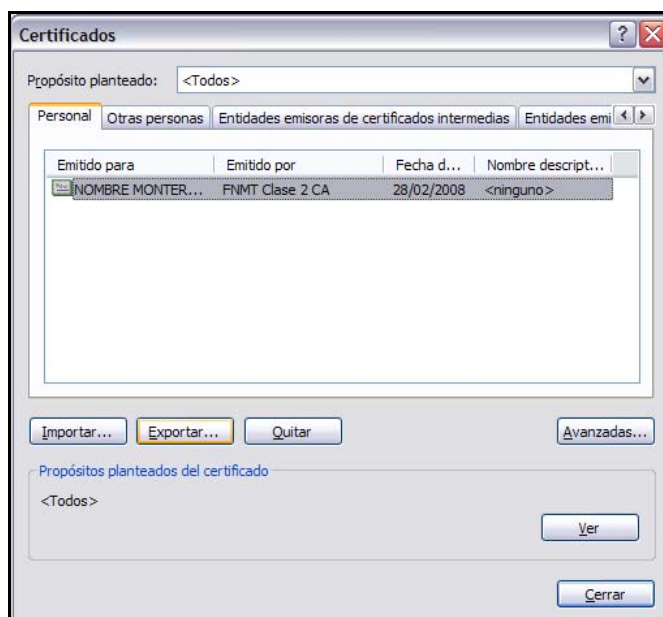 Certificados
Propósito planteado: <Todos>
Personal Otras personas Entidades emisoras de certificados intermedias Entidades emi
Emitido para Emitido por Fecha d... Nombre descript...
NOMBRE MONTER... FNMT Clase 2 CA 28/02/2008 <ninguno>
Importar... Exportar... Quitar Avanzadas...
Propósitos planteados del certificado
<Todos>
Ver
Cerrar